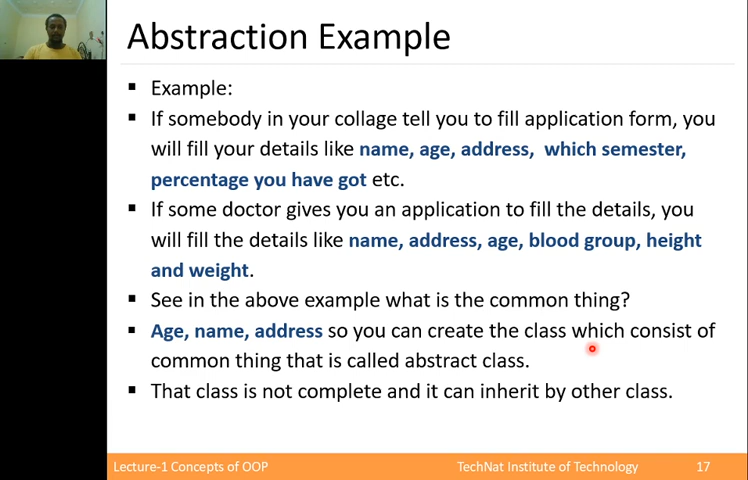 Abstraction Example
Example:
If somebody in your collage tell you to fill application form, you
will fill your details like name, age, address, which semester,
percentage you have got etc.
If some doctor gives you an application to fill the details, you
will fill the details like name, address, age, blood group, height
and weight.
See in the above example what is the common thing?
Age, name, address so you can create the class which consist of
common thing that is called abstract class.
That class is not complete and it can inherit by other class.
Lecture-1 Concepts of OOP
TechNat Institute of Technology
17